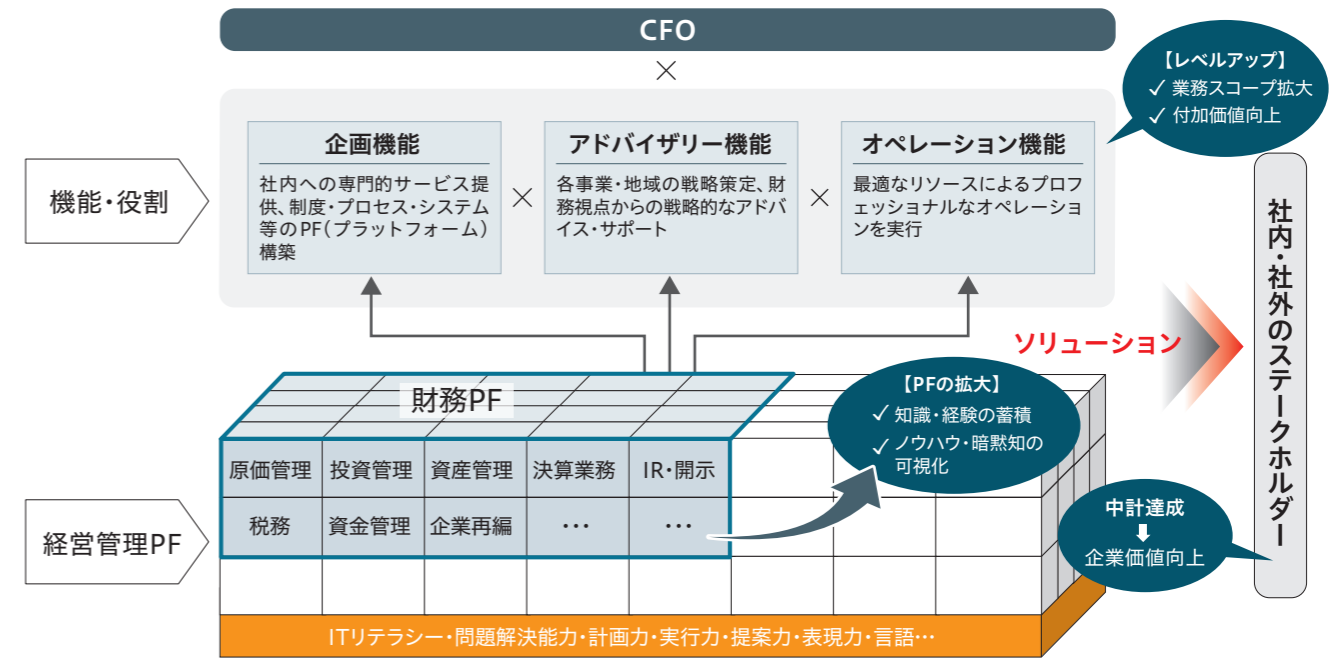 CFO
×
【レベルアップ】
✓ 業務スコープ拡大
✓ 付加価値向上
機能・役割
企画機能
社内への専門的サービス提
供、制度・プロセス・システム
等のPF(プラットフォーム)
構築
×
アドバイザリー機能
各事業・地域の戦略策定、財
務視点からの戦略的なアドバ
イス・サポート
×
オペレーション機能
最適なリソースによるプロフ
ェッショナルなオペレーショ
ンを実行
ソリューション
社内・社外のステークホルダー
経営管理PF
財務PF
原価管理
投資管理
資産管理
決算業務
IR・開示
税務
資金管理
企業再編
…
…
【PFの拡大】
✓ 知識・経験の蓄積
✓ ノウハウ・暗黙知の
可視化
中計達成
企業価値向上
ITリテラシー・問題解決能力・計画力・実行力・提案力・表現力・言語…